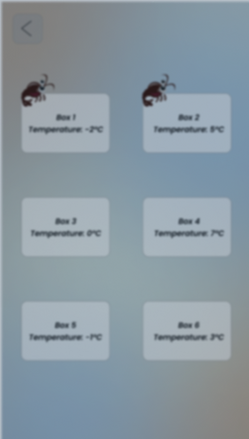 Box 1
Temperature: -2°C
Box 2
Temperature: 5°C
Box 3
Temperature: 0°C
Box 4
Temperature: 7°C
Box 5
Temperature: -1°C
Box 6
Temperature: 3°C